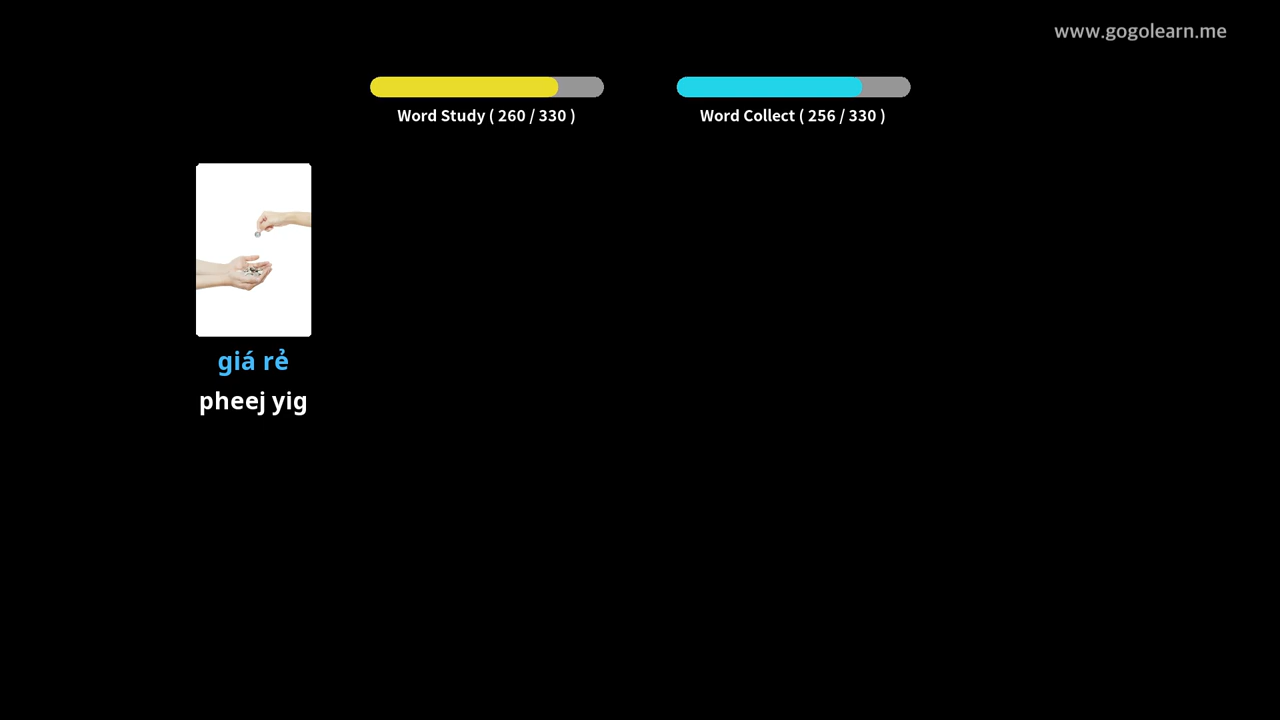 www.gogolearn.me
Word Study ( 260 / 330 )
Word Collect ( 256 / 330 )
giá rẻ
pheej yig